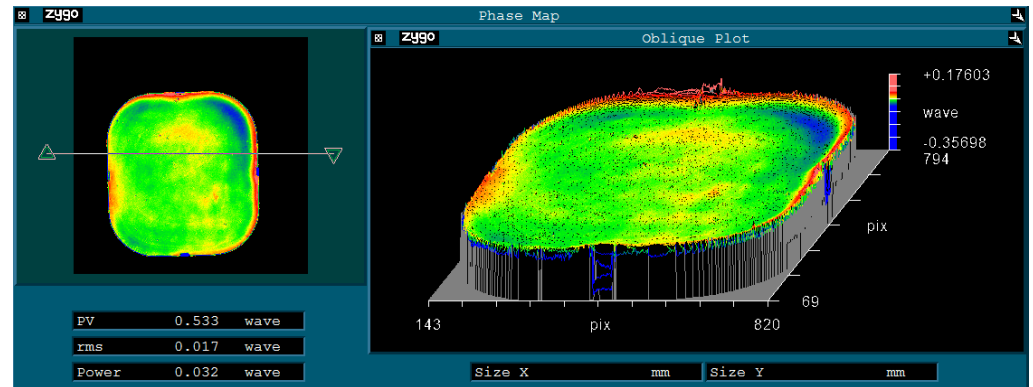 zygo Phase Map
zygo Oblique Plot
+0.17603
wave
-0.35698
794
pix
69
143 pix 820
PV 0.533 wave
rms 0.017 wave
Power 0.032 wave
Size X mm Size Y mm